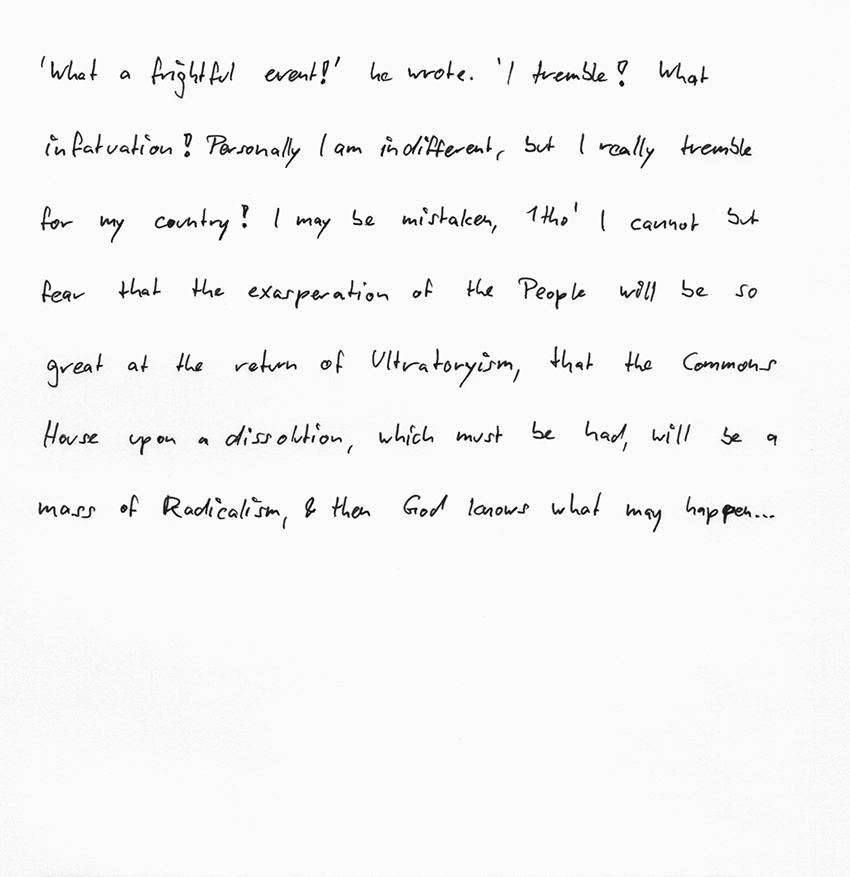 'What a frightful event!' he wrote. 'I tremble! What
infatuation! Personally I am indifferent, but I really tremble
for my country! I may be mistaken, 1tho' I cannot but
fear that the exasperation of the People will be so
great at the return of Ultratoryism, that the Commons
House upon a dissolution, which must be had, will be a
mass of Radicalism, & then God knows what may happen...